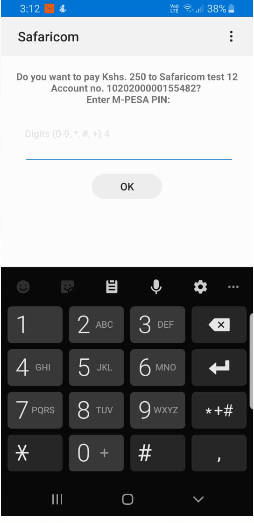 3:12
38%
Safaricom
Do you want to pay Kshs. 250 to Safaricom test 12
Account no. 1020200000155482?
Enter M-PESA PIN:
Digits (0-9, *, #, +) 4
OK
1
2 ABC
3 DEF
4 GHI
5 JKL
6 MNO
7 PQRS
8 TUV
9 WXYZ
*+#
*
0 +
#
,